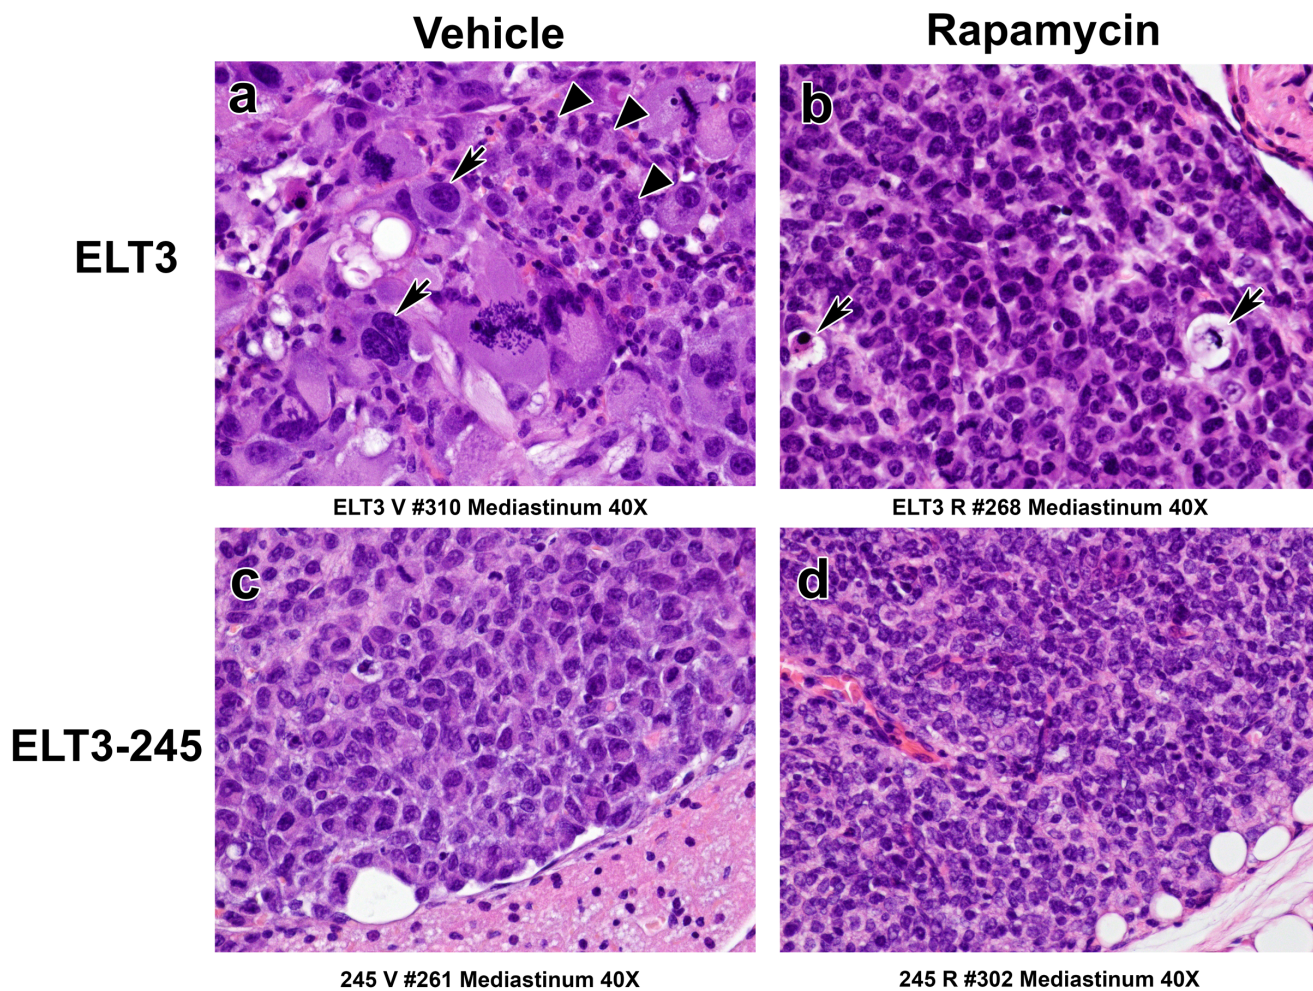 Vehicle
Rapamycin
ELT3
a
b
ELT3 V #310 Mediastinum 40X
ELT3 R #268 Mediastinum 40X
ELT3-245
c
d
245 V #261 Mediastinum 40X
245 R #302 Mediastinum 40X